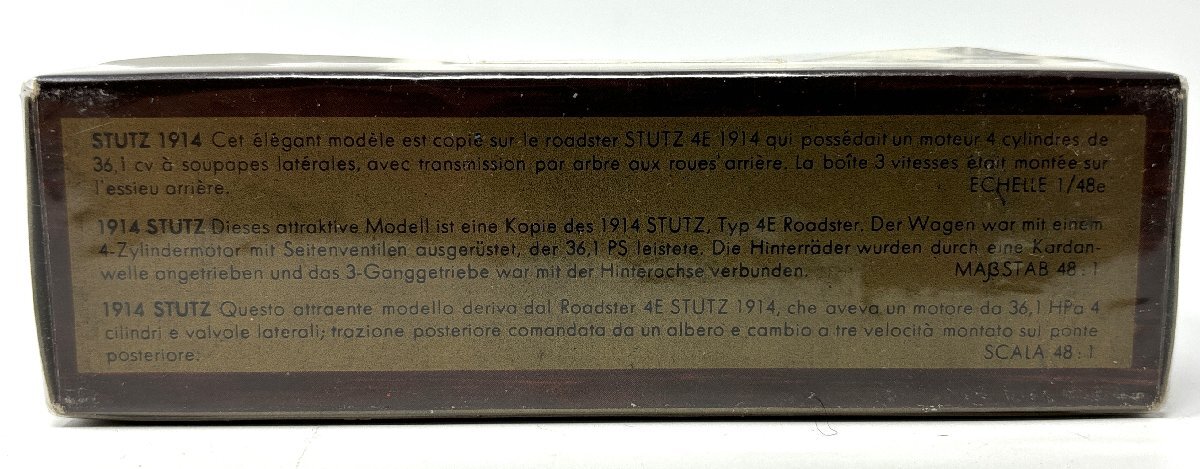 STUTZ 1914 Cet élégant modèle est copié sur le roadster STUTZ 4E 1914 qui possédait un moteur 4 cylindres de
36,1 cv à soupapes latérales, avec transmission par arbre aux roues arrière. La boîte 3 vitesses était montée sur
l'essieu arrière. ECHELLE 1/48e
1914 STUTZ Dieses attraktive Modell ist eine Kopie des 1914 STUTZ, Typ 4E Roadster. Der Wagen war mit einem
4-Zylindermotor mit Seitenventilen ausgerüstet, der 36,1 PS leistete. Die Hinterräder wurden durch eine Kardan-
welle angetrieben und das 3-Ganggetriebe war mit der Hinterachse verbunden. MAßSTAB 48:1
1914 STUTZ Questo attraente modello deriva dal Roadster 4E STUTZ 1914, che aveva un motore da 36,1 HPa 4
cilindri e valvole laterali; trazione posteriore comandata da un albero e cambio a tre velocità montato sul ponte
posteriore. SCALA 48:1